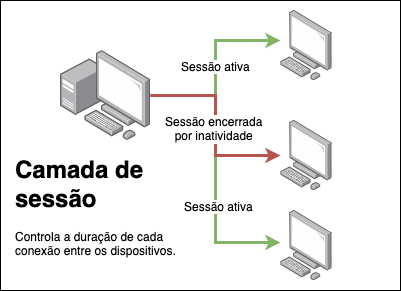 Sessão ativa
Sessão encerrada
por inatividade
Camada de
sessão
Sessão ativa
Controla a duração de cada
conexão entre os dispositivos.